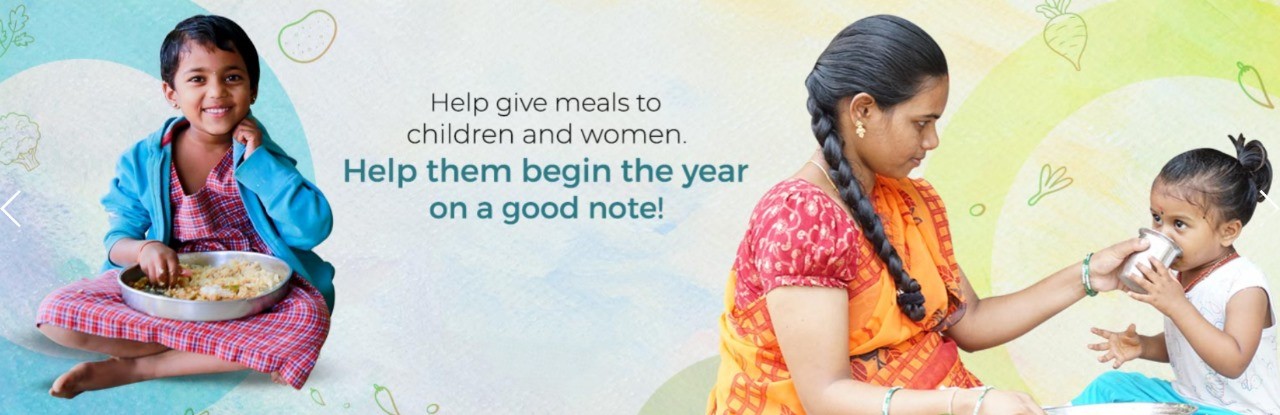 Help give meals to
children and women.
Help them begin the year
on a good note!